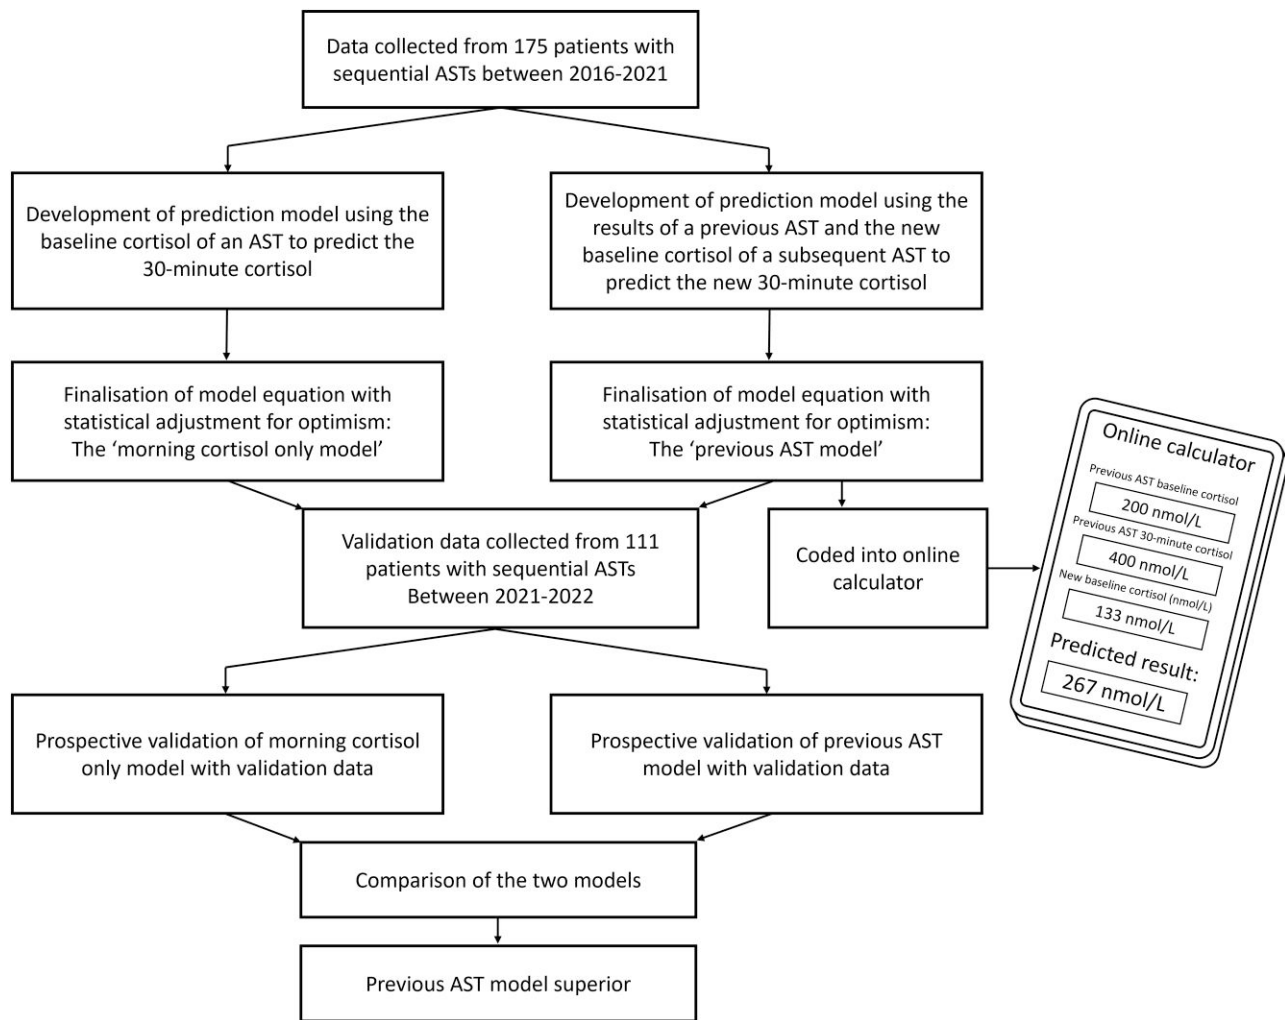 Data collected from 175 patients with
sequential ASTs between 2016-2021
Development of prediction model using the
baseline cortisol of an AST to predict the
30-minute cortisol
Development of prediction model using the
results of a previous AST and the new
baseline cortisol of a subsequent AST to
predict the new 30-minute cortisol
Finalisation of model equation with
statistical adjustment for optimism:
The ‘morning cortisol only model’
Finalisation of model equation with
statistical adjustment for optimism:
The ‘previous AST model’
Validation data collected from 111
patients with sequential ASTs
Between 2021-2022
Coded into online
calculator
Online calculator
Previous AST baseline cortisol
200 nmol/L
Previous AST 30-minute cortisol
400 nmol/L
New baseline cortisol (nmol/L)
133 nmol/L
Predicted result:
267 nmol/L
Prospective validation of morning cortisol
only model with validation data
Prospective validation of previous AST
model with validation data
Comparison of the two models
Previous AST model superior